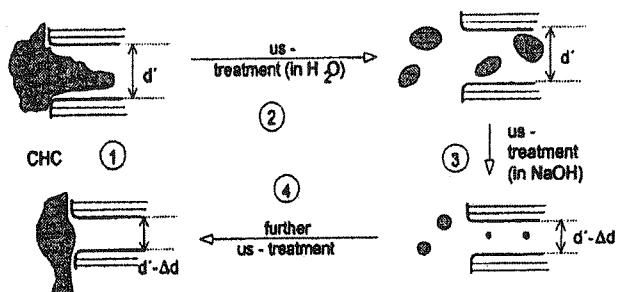 d'
us -
treatment (in H2O)
2
d'
CHC
1
us -
treatment
(in NaOH)
3
4
further
us - treatment
d'-Δd
d'-Δd